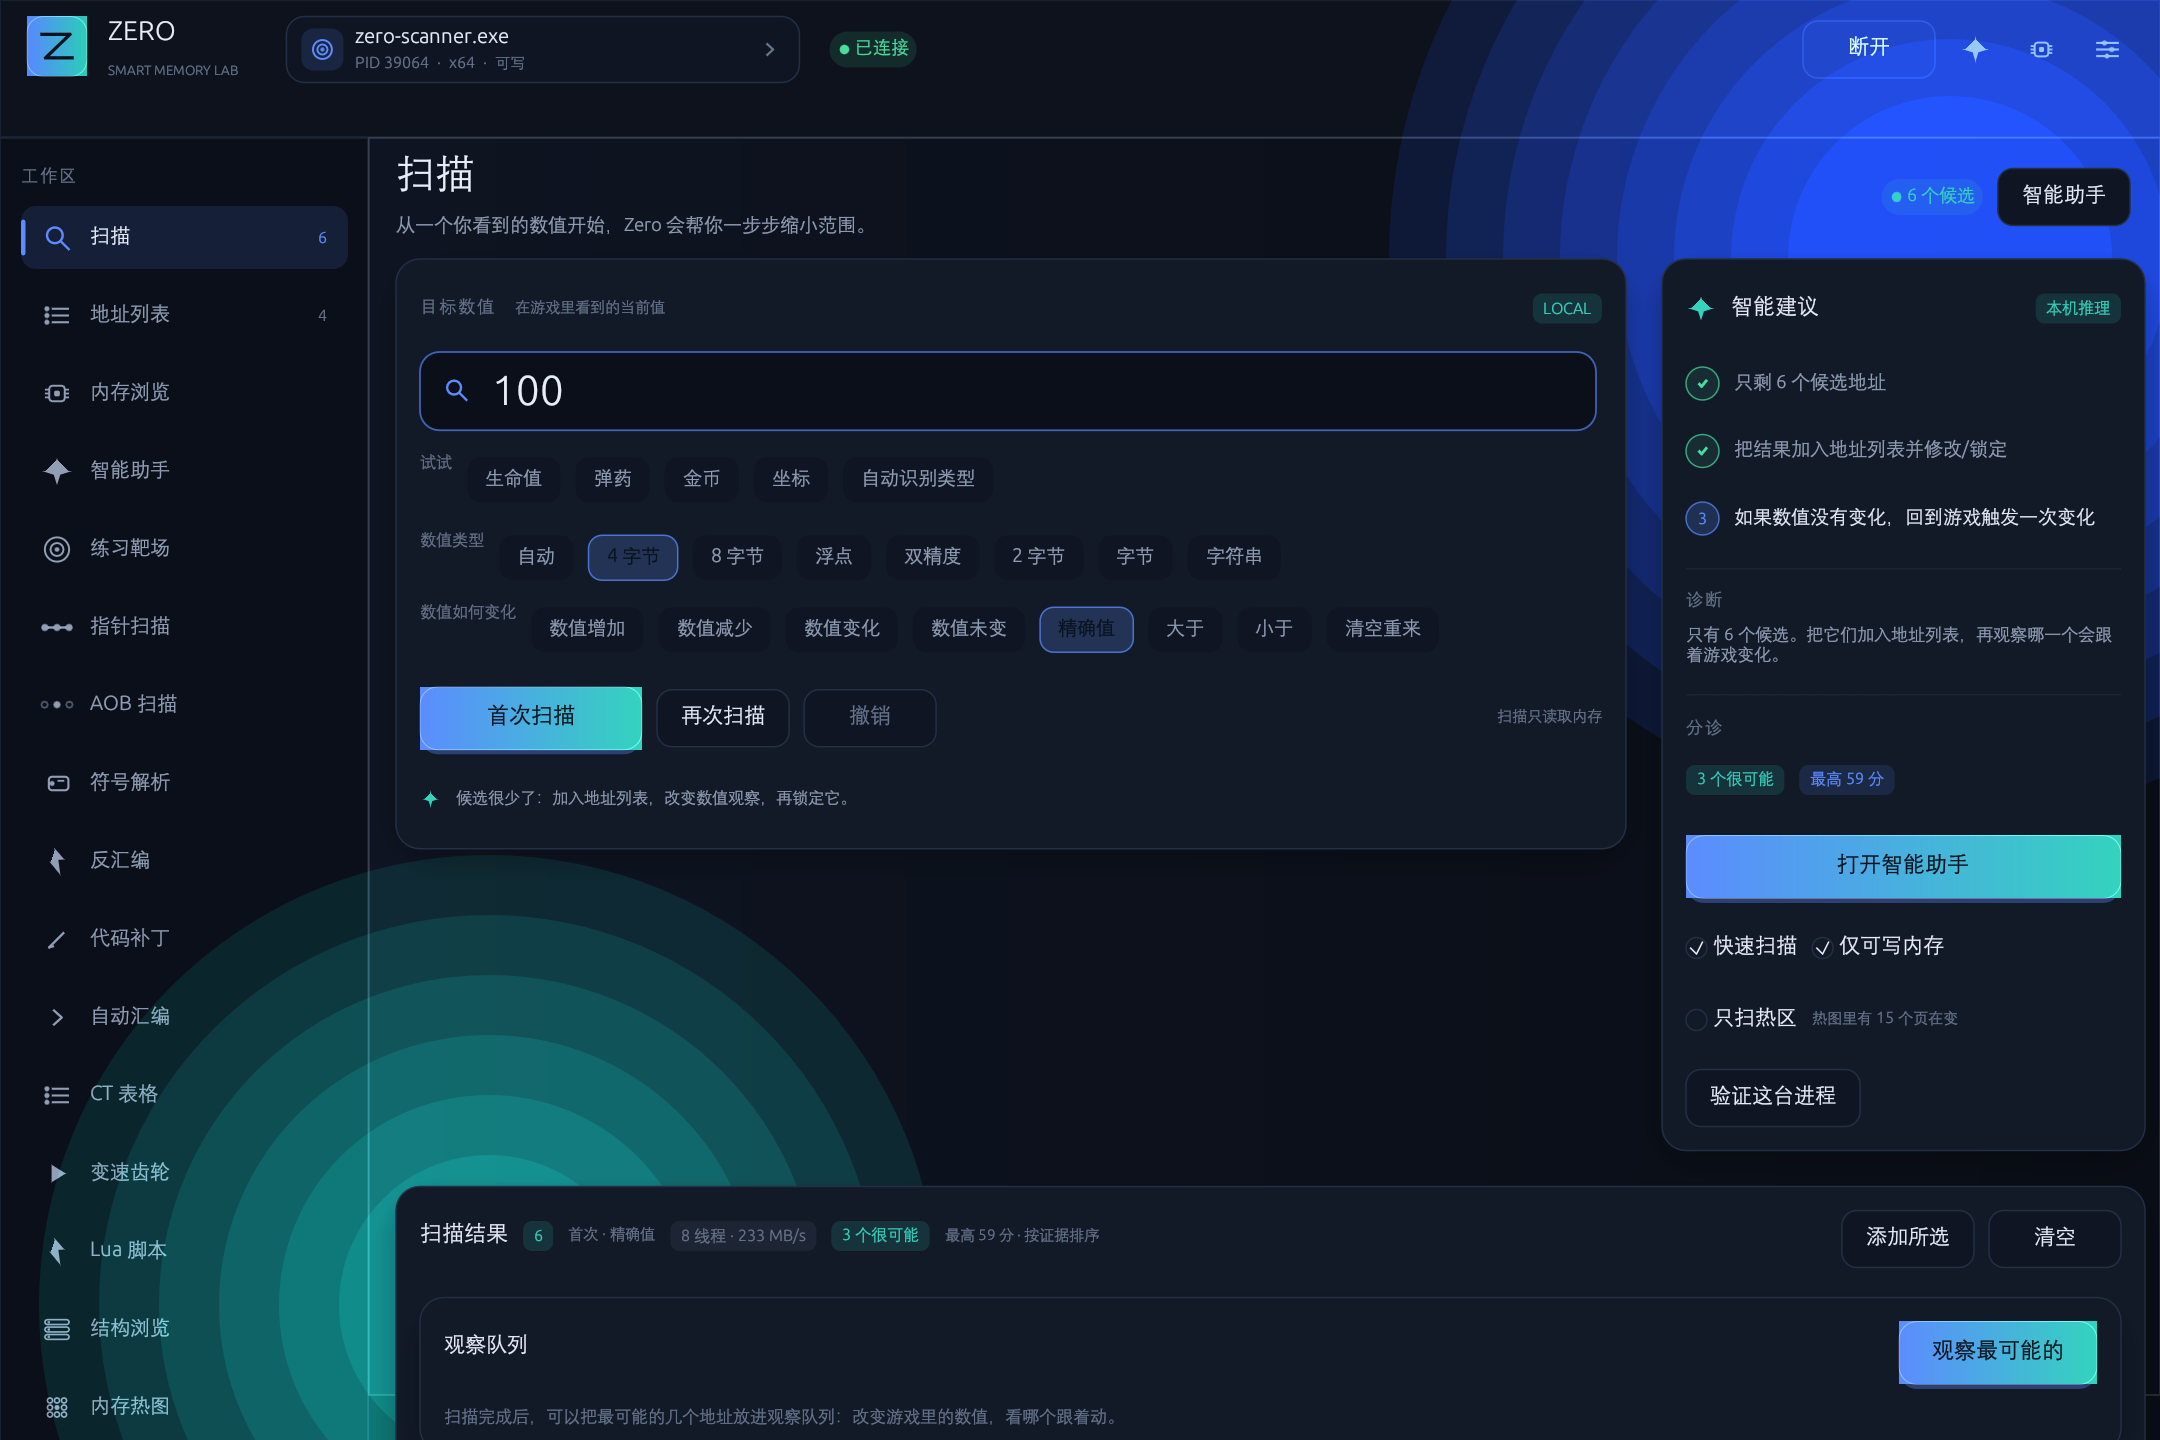 ZERO
SMART MEMORY LAB
zero-scanner.exe
PID 39064 · x64 · 可写
已连接
断开
工作区
扫描 6
地址列表 4
内存浏览
智能助手
练习靶场
指针扫描
AOB 扫描
符号解析
反汇编
代码补丁
自动汇编
CT 表格
变速齿轮
Lua 脚本
结构浏览
内存热图
扫描
从一个你看到的数值开始，Zero 会帮你一步步缩小范围。
6 个候选
智能助手
目标数值 在游戏里看到的当前值 LOCAL
100
试试 生命值 弹药 金币 坐标 自动识别类型
数值类型 自动 4 字节 8 字节 浮点 双精度 2 字节 字节 字符串
数值如何变化 数值增加 数值减少 数值变化 数值未变 精确值 大于 小于 清空重来
首次扫描 再次扫描 撤销 扫描只读取内存
候选很少了：加入地址列表，改变数值观察，再锁定它。
智能建议 本机推理
只剩 6 个候选地址
把结果加入地址列表并修改/锁定
3 如果数值没有变化，回到游戏触发一次变化
诊断
只有 6 个候选。把它们加入地址列表，再观察哪一个会跟
着游戏变化。
分诊
3 个很可能 最高 59 分
打开智能助手
快速扫描 仅可写内存
只扫热区 热图里有 15 个页在变
验证这台进程
扫描结果 6 首次 · 精确值 8 线程 · 233 MB/s 3 个很可能 最高 59 分 · 按证据排序
添加所选 清空
观察队列
观察最可能的
扫描完成后，可以把最可能的几个地址放进观察队列：改变游戏里的数值，看哪个跟着动。